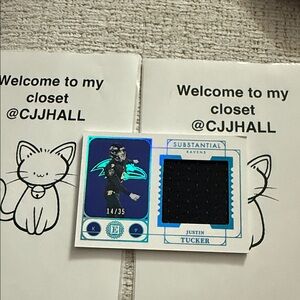 Welcome to my
closet
@CJJHALL
Welcome to my
closet
@CJJHALL
14/35
K
E
SUBSTANTIAL
RAVENS
JUSTIN
TUCKER